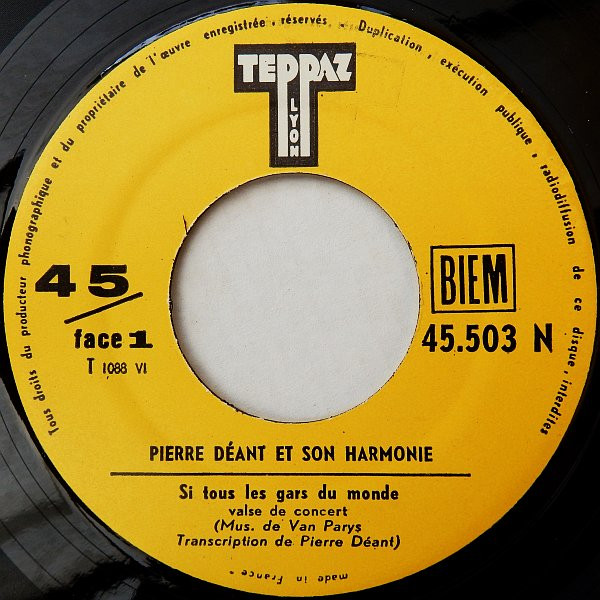 Tous droits du producteur phonographique et du propriétaire de l'œuvre enregistrée, réservés. Duplication, exécution publique, radiodiffusion de ce disque, interdites
TEPPAZ
LYON
45
face 1
T 1088 VI
BIEM
45.503 N
PIERRE DÉANT ET SON HARMONIE
Si tous les gars du monde
valse de concert
(Mus. de Van Parys
Transcription de Pierre Déant)
"made in France"